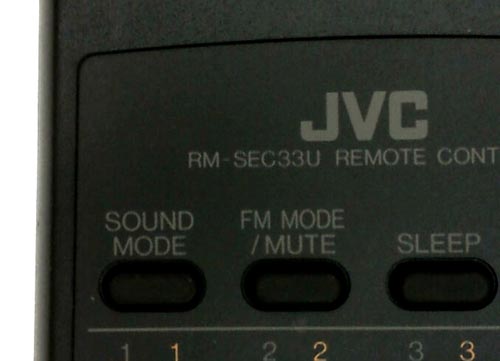 JVC
RM-SEC33U REMOTE CONT
SOUND MODE
FM MODE /MUTE
SLEEP
1 1 2 2 3 3